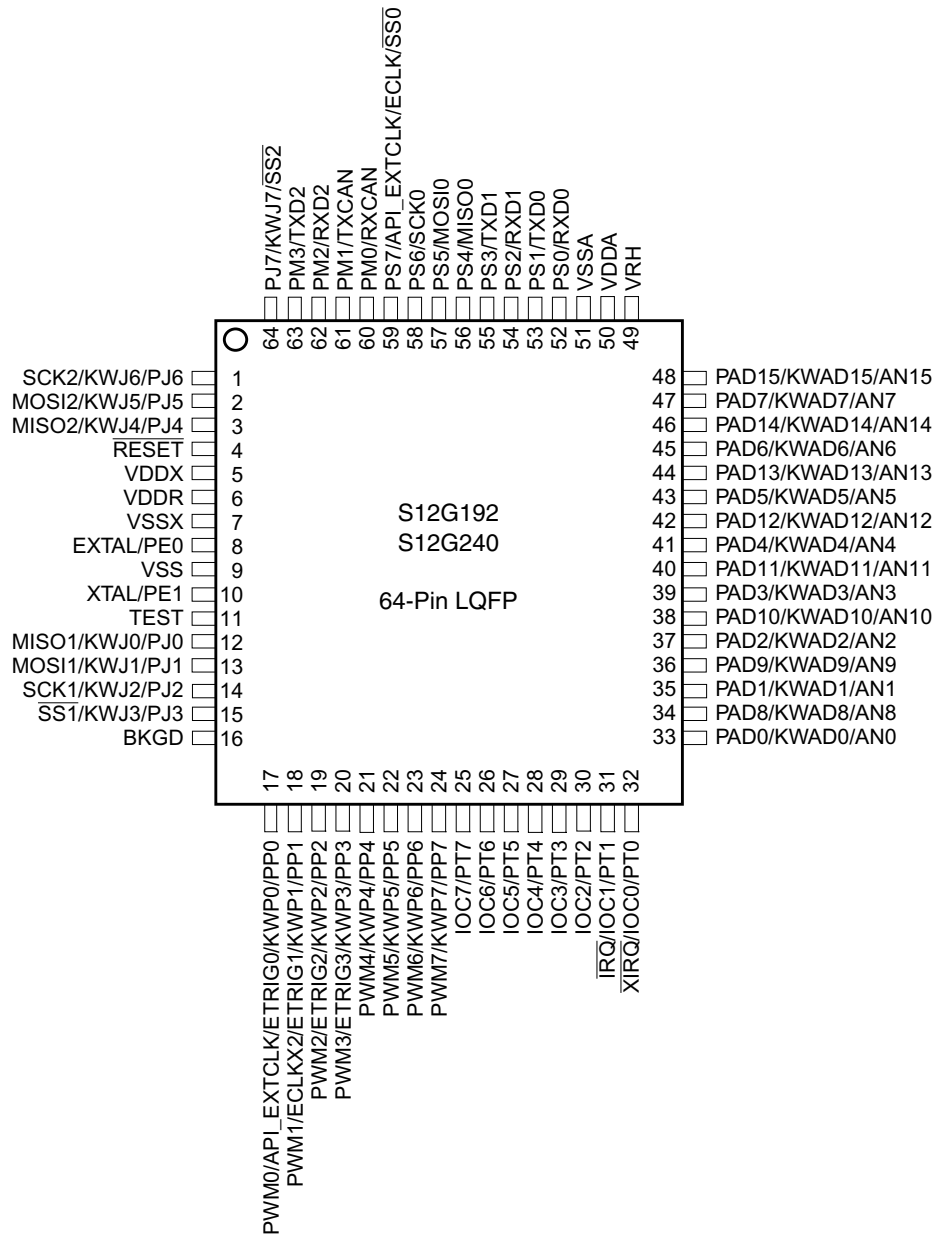 PJ7/KWJ7/SS2
PM3/TXD2
PM2/RXD2
PM1/TXCAN
PM0/RXCAN
PS7/API_EXTCLK/ECLK/SS0
PS6/SCK0
PS5/MOSI0
PS4/MISO0
PS3/TXD1
PS2/RXD1
PS1/TXD0
PS0/RXD0
VSSA
VDDA
VRH
64
63
62
61
60
59
58
57
56
55
54
53
52
51
50
49
SCK2/KWJ6/PJ6 1
MOSI2/KWJ5/PJ5 2
MISO2/KWJ4/PJ4 3
RESET 4
VDDX 5
VDDR 6
VSSX 7
EXTAL/PE0 8
VSS 9
XTAL/PE1 10
TEST 11
MISO1/KWJ0/PJ0 12
MOSI1/KWJ1/PJ1 13
SCK1/KWJ2/PJ2 14
SS1/KWJ3/PJ3 15
BKGD 16
S12G192
S12G240
64-Pin LQFP
48 PAD15/KWAD15/AN15
47 PAD7/KWAD7/AN7
46 PAD14/KWAD14/AN14
45 PAD6/KWAD6/AN6
44 PAD13/KWAD13/AN13
43 PAD5/KWAD5/AN5
42 PAD12/KWAD12/AN12
41 PAD4/KWAD4/AN4
40 PAD11/KWAD11/AN11
39 PAD3/KWAD3/AN3
38 PAD10/KWAD10/AN10
37 PAD2/KWAD2/AN2
36 PAD9/KWAD9/AN9
35 PAD1/KWAD1/AN1
34 PAD8/KWAD8/AN8
33 PAD0/KWAD0/AN0
17
18
19
20
21
22
23
24
25
26
27
28
29
30
31
32
PWM0/API_EXTCLK/ETRIG0/KWP0/PP0
PWM1/ECLKX2/ETRIG1/KWP1/PP1
PWM2/ETRIG2/KWP2/PP2
PWM3/ETRIG3/KWP3/PP3
PWM4/KWP4/PP4
PWM5/KWP5/PP5
PWM6/KWP6/PP6
PWM7/KWP7/PP7
IOC7/PT7
IOC6/PT6
IOC5/PT5
IOC4/PT4
IOC3/PT3
IOC2/PT2
IRQ/IOC1/PT1
XIRQ/IOC0/PT0